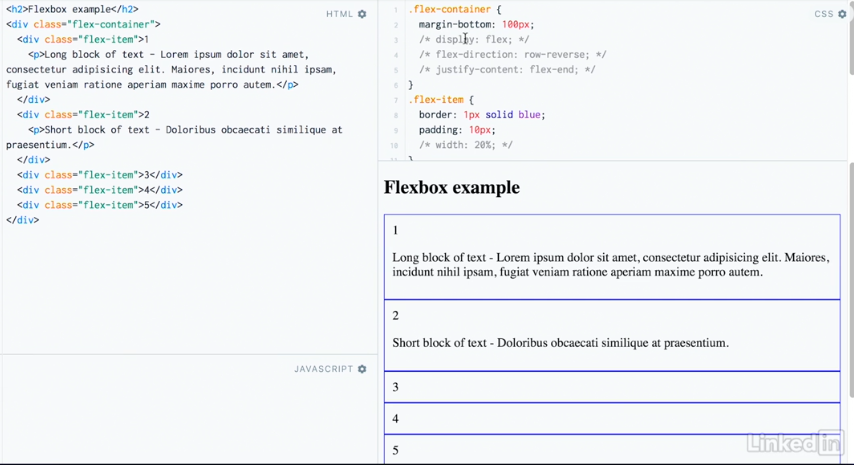 <h2>Flexbox example</h2>
<div class="flex-container">
<div class="flex-item">1
<p>Long block of text - Lorem ipsum dolor sit amet,
consectetur adipisicing elit. Maiores, incidunt nihil ipsam,
fugiat veniam ratione aperiam maxime porro autem.</p>
</div>
<div class="flex-item">2
<p>Short block of text - Doloribus obcaecati similique at
praesentium.</p>
</div>
<div class="flex-item">3</div>
<div class="flex-item">4</div>
<div class="flex-item">5</div>
</div>
HTML
JAVASCRIPT
CSS
1 .flex-container {
2 margin-bottom: 100px;
3 /* display: flex; */
4 /* flex-direction: row-reverse; */
5 /* justify-content: flex-end; */
6 }
7 .flex-item {
8 border: 1px solid blue;
9 padding: 10px;
10 /* width: 20%; */
11 }
Flexbox example
1
Long block of text - Lorem ipsum dolor sit amet, consectetur adipisicing elit. Maiores,
incidunt nihil ipsam, fugiat veniam ratione aperiam maxime porro autem.
2
Short block of text - Doloribus obcaecati similique at praesentium.
3
4
5
Linked in